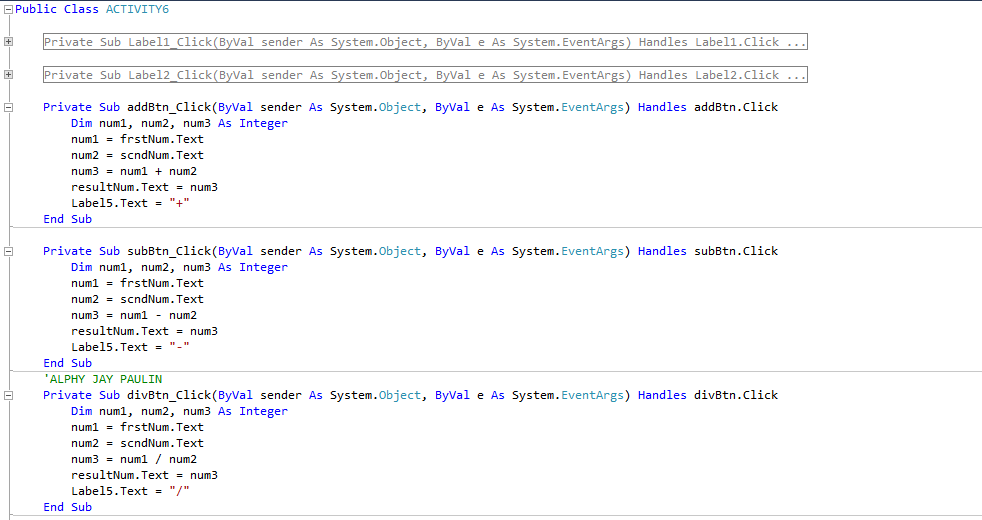 Public Class ACTIVITY6
Private Sub Label1_Click(ByVal sender As System.Object, ByVal e As System.EventArgs) Handles Label1.Click ...
Private Sub Label2_Click(ByVal sender As System.Object, ByVal e As System.EventArgs) Handles Label2.Click ...
Private Sub addBtn_Click(ByVal sender As System.Object, ByVal e As System.EventArgs) Handles addBtn.Click
Dim num1, num2, num3 As Integer
num1 = frstNum.Text
num2 = scndNum.Text
num3 = num1 + num2
resultNum.Text = num3
Label5.Text = "+"
End Sub
Private Sub subBtn_Click(ByVal sender As System.Object, ByVal e As System.EventArgs) Handles subBtn.Click
Dim num1, num2, num3 As Integer
num1 = frstNum.Text
num2 = scndNum.Text
num3 = num1 - num2
resultNum.Text = num3
Label5.Text = "-"
End Sub
'ALPHY JAY PAULIN
Private Sub divBtn_Click(ByVal sender As System.Object, ByVal e As System.EventArgs) Handles divBtn.Click
Dim num1, num2, num3 As Integer
num1 = frstNum.Text
num2 = scndNum.Text
num3 = num1 / num2
resultNum.Text = num3
Label5.Text = "/"
End Sub